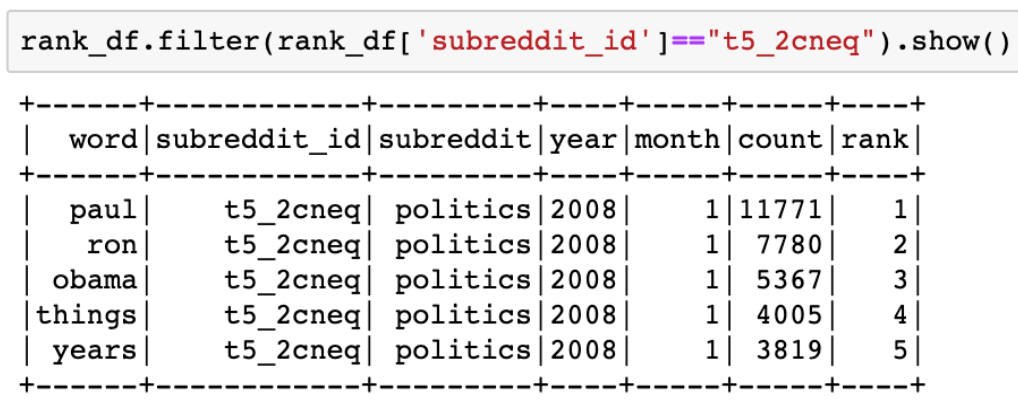 rank_df.filter(rank_df['subreddit_id']=="t5_2cneq").show()
+------+------------+---------+----+-----+-----+----+
|  word|subreddit_id|subreddit|year|month|count|rank|
+------+------------+---------+----+-----+-----+----+
|  paul|    t5_2cneq| politics|2008|    1|11771|   1|
|   ron|    t5_2cneq| politics|2008|    1| 7780|   2|
| obama|    t5_2cneq| politics|2008|    1| 5367|   3|
|things|    t5_2cneq| politics|2008|    1| 4005|   4|
| years|    t5_2cneq| politics|2008|    1| 3819|   5|
+------+------------+---------+----+-----+-----+----+